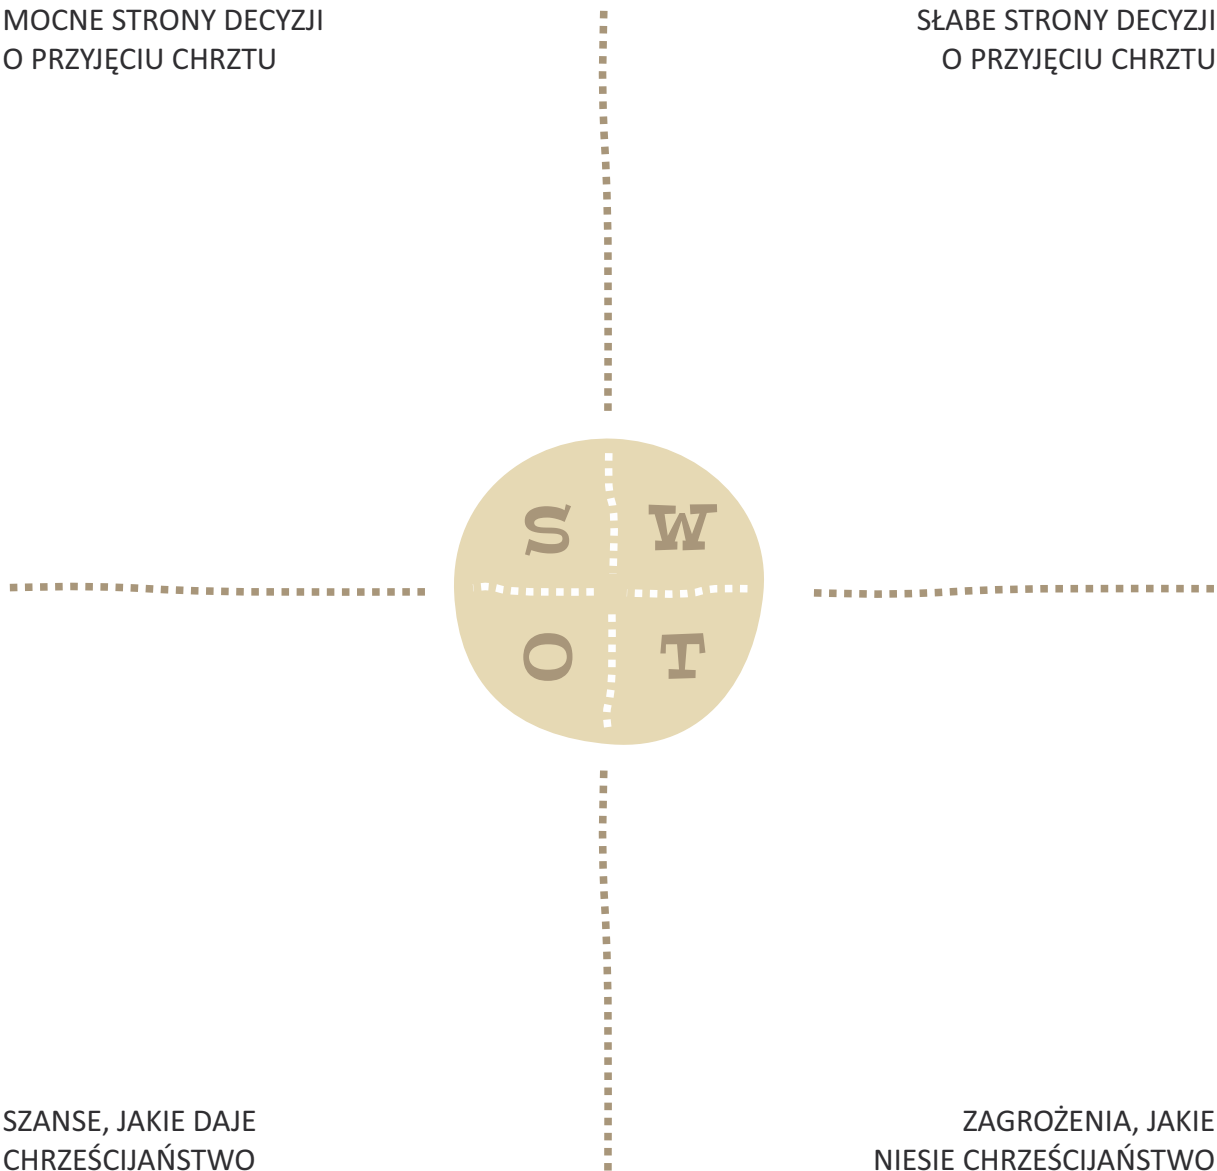 MOCNE STRONY DECYZJI
O PRZYJĘCIU CHRZTU
SŁABE STRONY DECYZJI
O PRZYJĘCIU CHRZTU
S W
O T
SZANSE, JAKIE DAJE
CHRZEŚCIJAŃSTWO
ZAGROŻENIA, JAKIE
NIESIE CHRZEŚCIJAŃSTWO